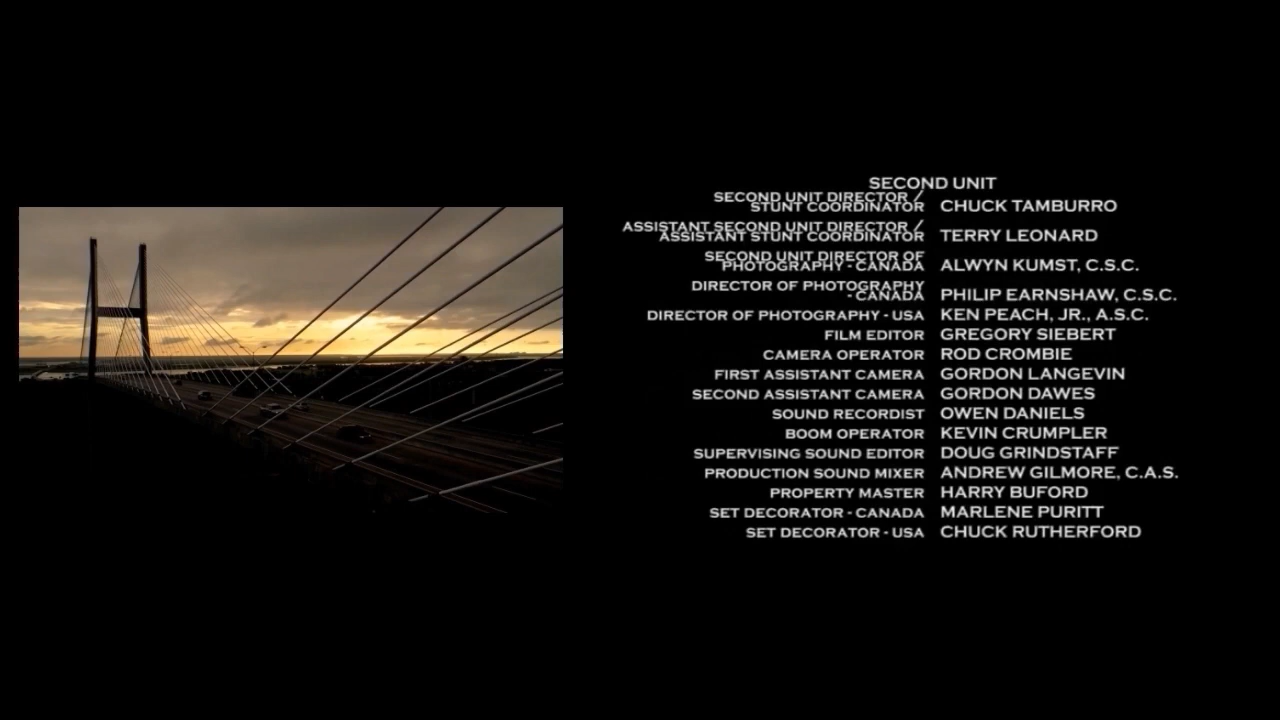 SECOND UNIT
SECOND UNIT DIRECTOR /
STUNT COORDINATOR CHUCK TAMBURRO
ASSISTANT SECOND UNIT DIRECTOR /
ASSISTANT STUNT COORDINATOR TERRY LEONARD
SECOND UNIT DIRECTOR OF
PHOTOGRAPHY - CANADA ALWYN KUMST, C.S.C.
DIRECTOR OF PHOTOGRAPHY
- CANADA PHILIP EARNSHAW, C.S.C.
DIRECTOR OF PHOTOGRAPHY - USA KEN PEACH, JR., A.S.C.
FILM EDITOR GREGORY SIEBERT
CAMERA OPERATOR ROD CROMBIE
FIRST ASSISTANT CAMERA GORDON LANGEVIN
SECOND ASSISTANT CAMERA GORDON DAWES
SOUND RECORDIST OWEN DANIELS
BOOM OPERATOR KEVIN CRUMPLER
SUPERVISING SOUND EDITOR DOUG GRINDSTAFF
PRODUCTION SOUND MIXER ANDREW GILMORE, C.A.S.
PROPERTY MASTER HARRY BUFORD
SET DECORATOR - CANADA MARLENE PURITT
SET DECORATOR - USA CHUCK RUTHERFORD